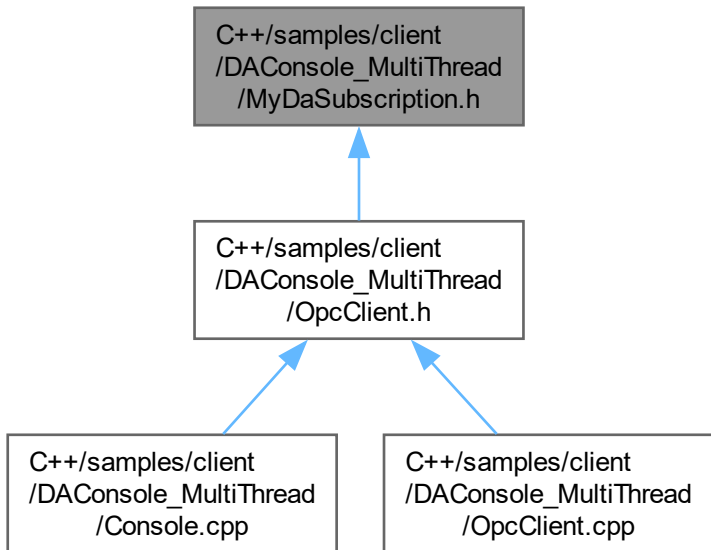 C++/samples/client
/DAConsole_MultiThread
/MyDaSubscription.h
C++/samples/client
/DAConsole_MultiThread
/OpcClient.h
C++/samples/client
/DAConsole_MultiThread
/Console.cpp
C++/samples/client
/DAConsole_MultiThread
/OpcClient.cpp